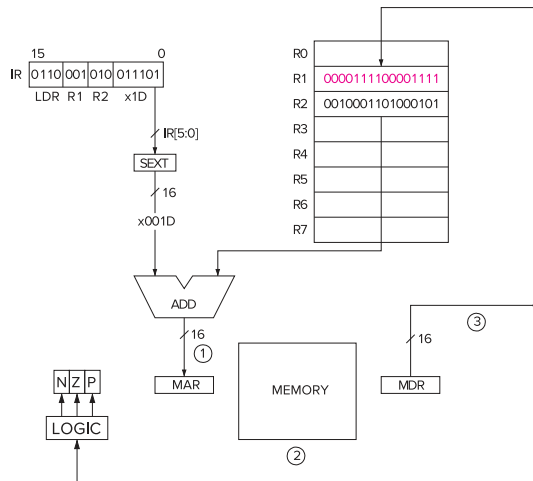 15 0
IR 0110 001 010 011101
LDR R1 R2 x1D
IR[5:0]
SEXT
16
x001D
ADD
16
1
MAR
N Z P
LOGIC
R0
R1 0000111100001111
R2 0010001101000101
R3
R4
R5
R6
R7
MEMORY
2
3
16
MDR